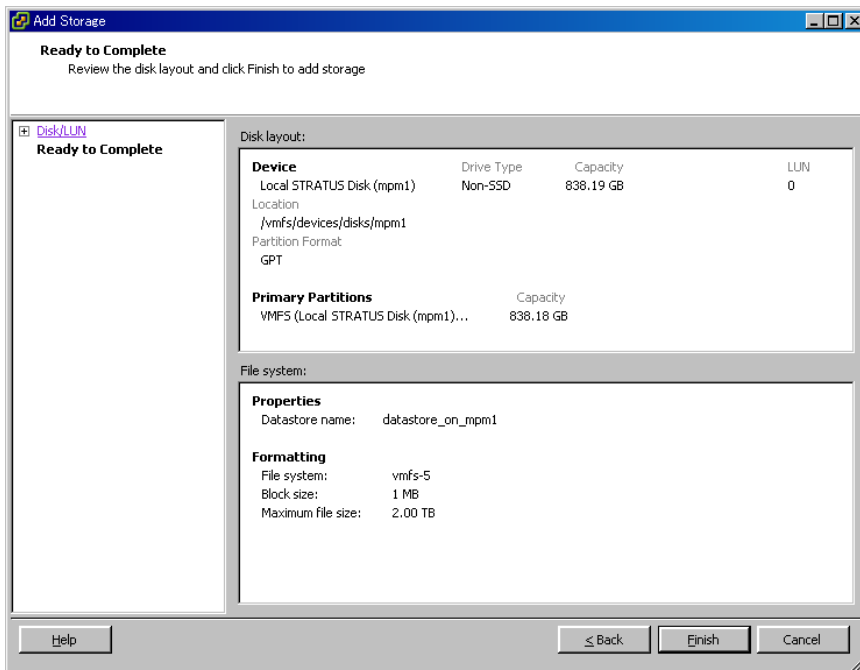 Add Storage
Ready to Complete
Review the disk layout and click Finish to add storage
Disk/LUN
Ready to Complete
Disk layout:
Device Drive Type Capacity LUN
Local STRATUS Disk (mpm1) Non-SSD 838.19 GB 0
Location
/vmfs/devices/disks/mpm1
Partition Format
GPT
Primary Partitions Capacity
VMFS (Local STRATUS Disk (mpm1)... 838.18 GB
File system:
Properties
Datastore name: datastore_on_mpm1
Formatting
File system: vmfs-5
Block size: 1 MB
Maximum file size: 2.00 TB
Help < Back Finish Cancel